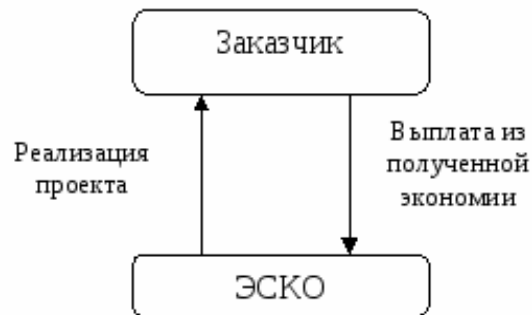 Заказчик
Реализация
проекта
Выплата из
полученной
экономии
ЭСКО